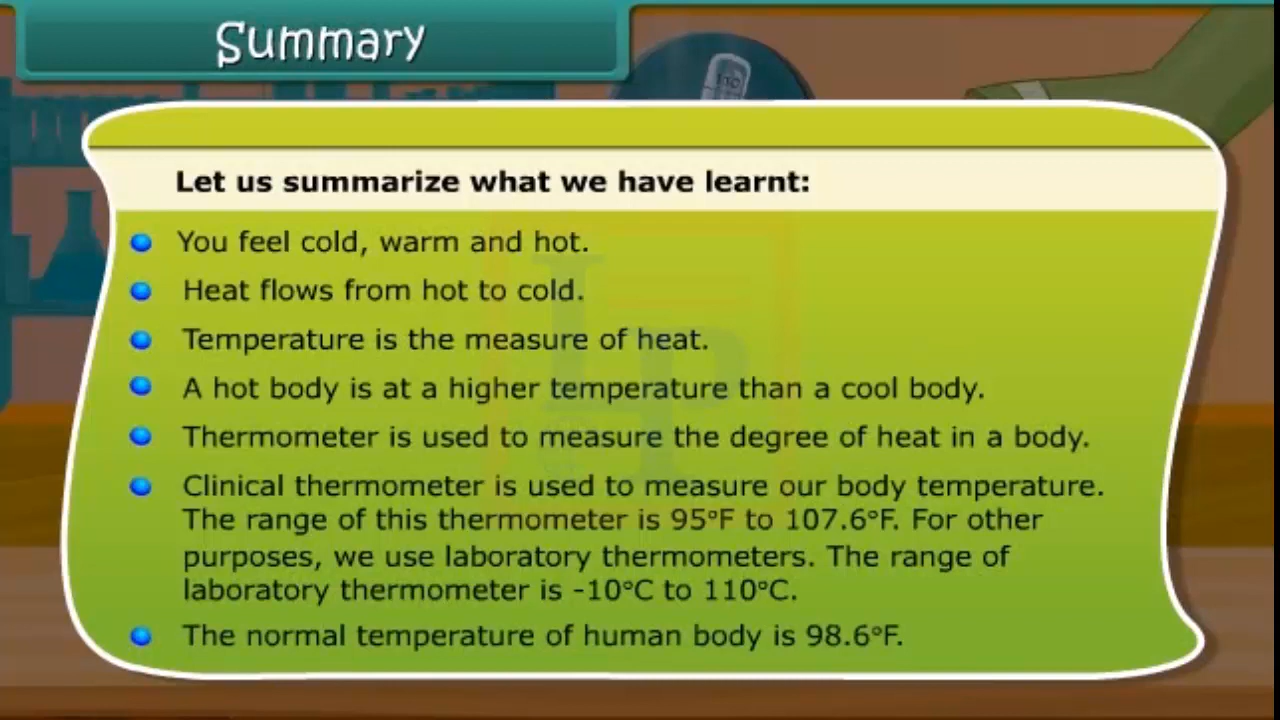 Summary
110
Let us summarize what we have learnt:
You feel cold, warm and hot.
Heat flows from hot to cold.
Temperature is the measure of heat.
A hot body is at a higher temperature than a cool body.
Thermometer is used to measure the degree of heat in a body.
Clinical thermometer is used to measure our body temperature.
The range of this thermometer is 95°F to 107.6°F. For other
purposes, we use laboratory thermometers. The range of
laboratory thermometer is -10°C to 110°C.
The normal temperature of human body is 98.6°F.